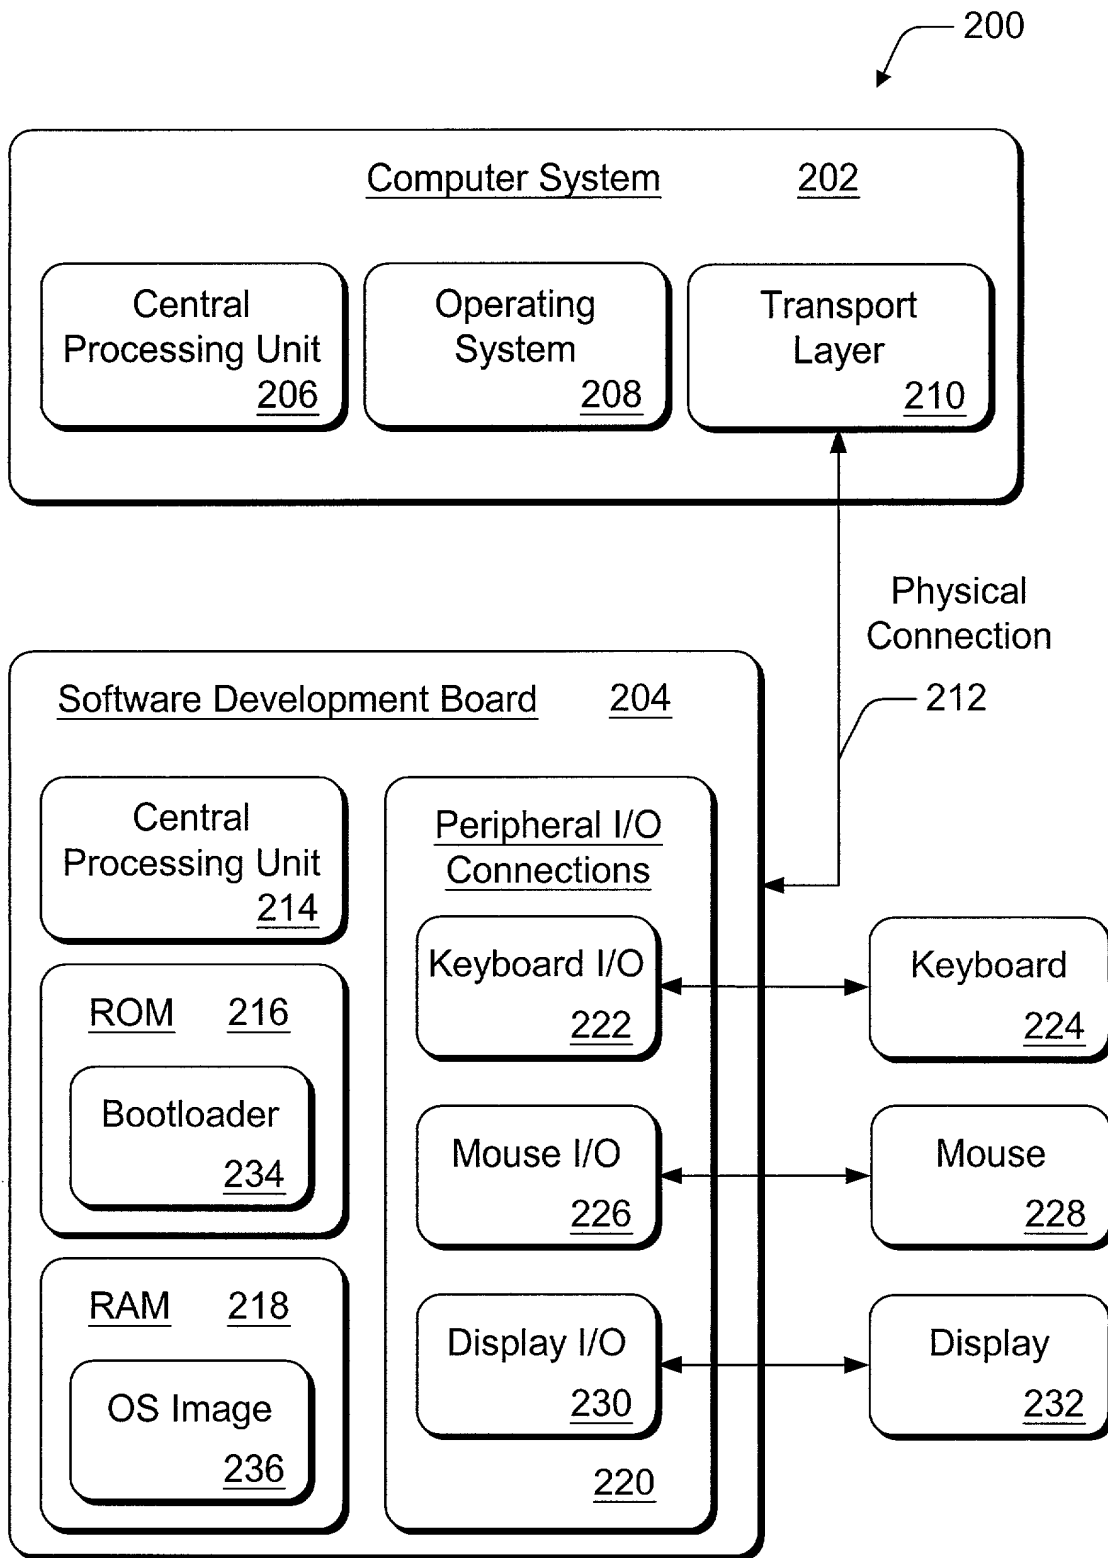 200
Computer System 202
Central
Processing Unit
206
Operating
System
208
Transport
Layer
210
Physical
Connection
212
Software Development Board 204
Central
Processing Unit
214
ROM 216
Bootloader
234
RAM 218
OS Image
236
Peripheral I/O
Connections
Keyboard I/O
222
Mouse I/O
226
Display I/O
230
220
Keyboard
224
Mouse
228
Display
232